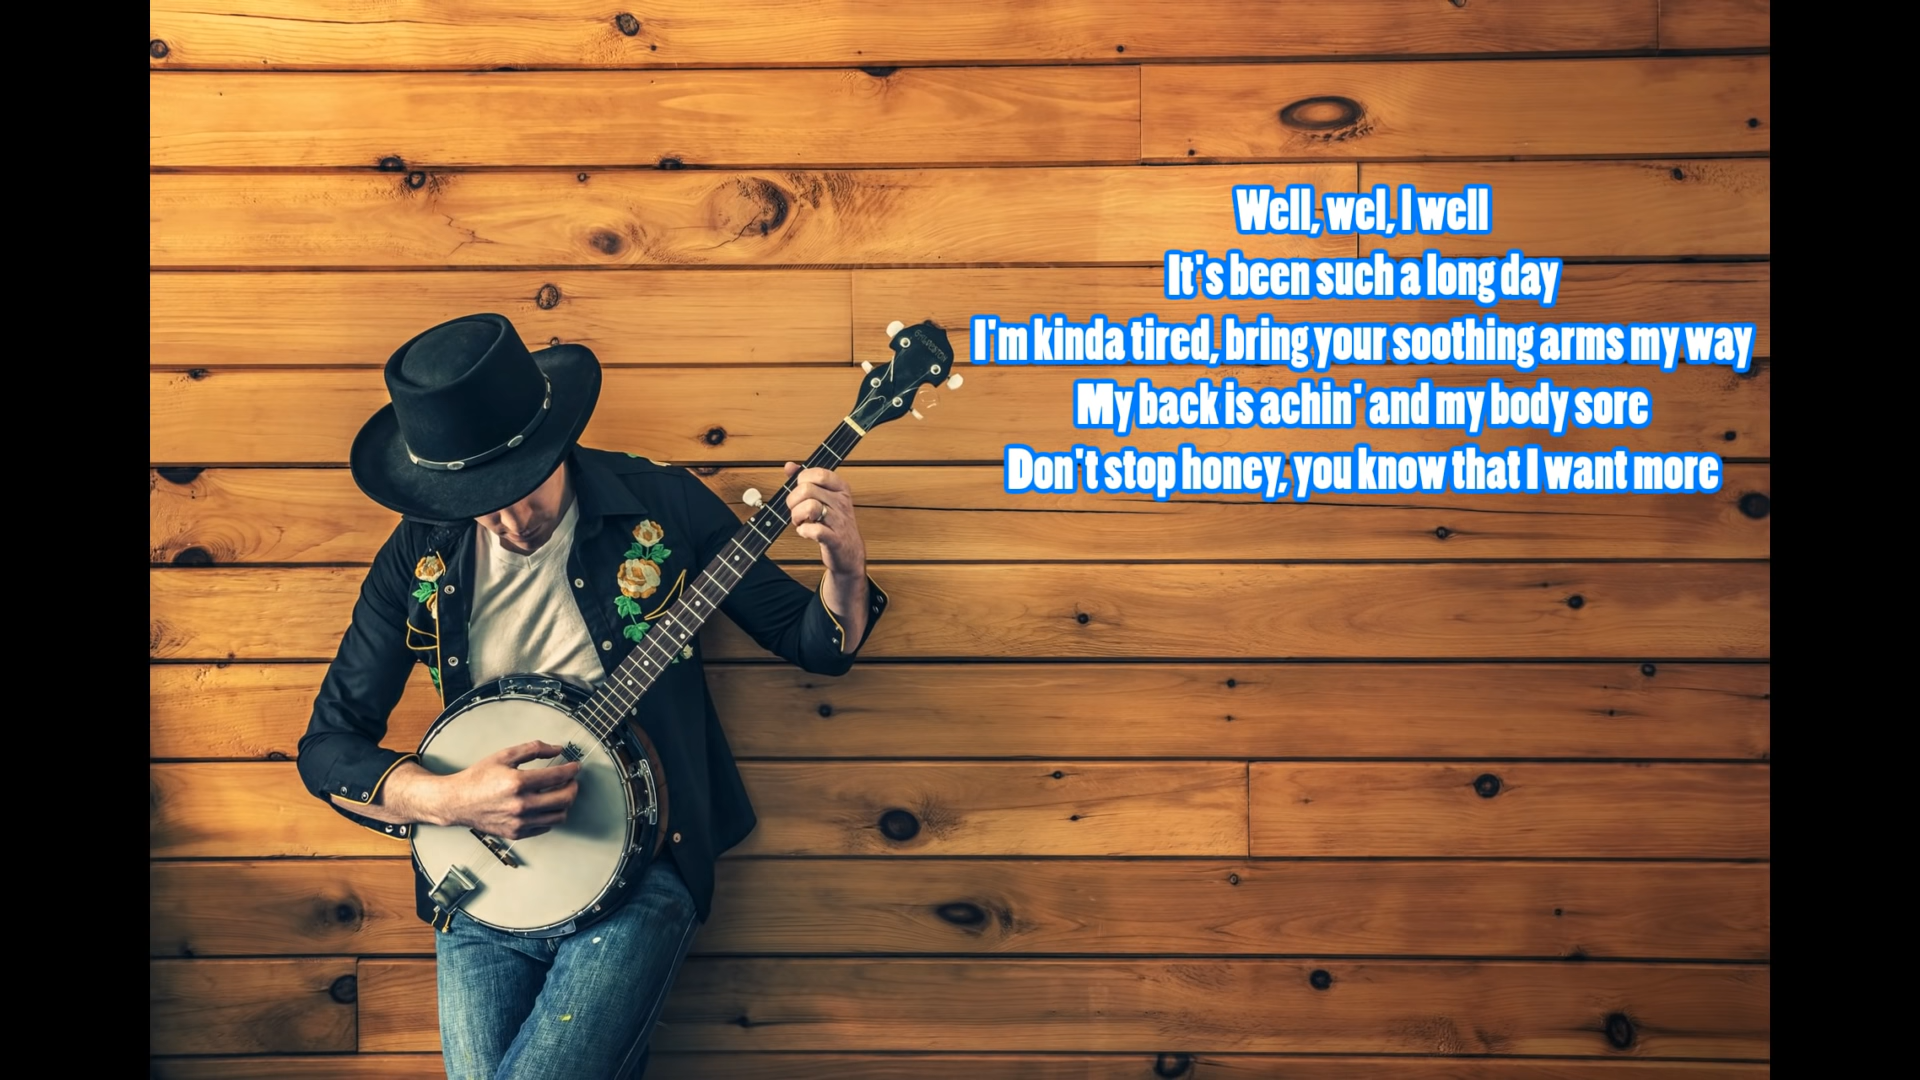 Well, wel, I well
It's been such a long day
I'm kinda tired, bring your soothing arms my way
My back is achin' and my body sore
Don't stop honey, you know that I want more